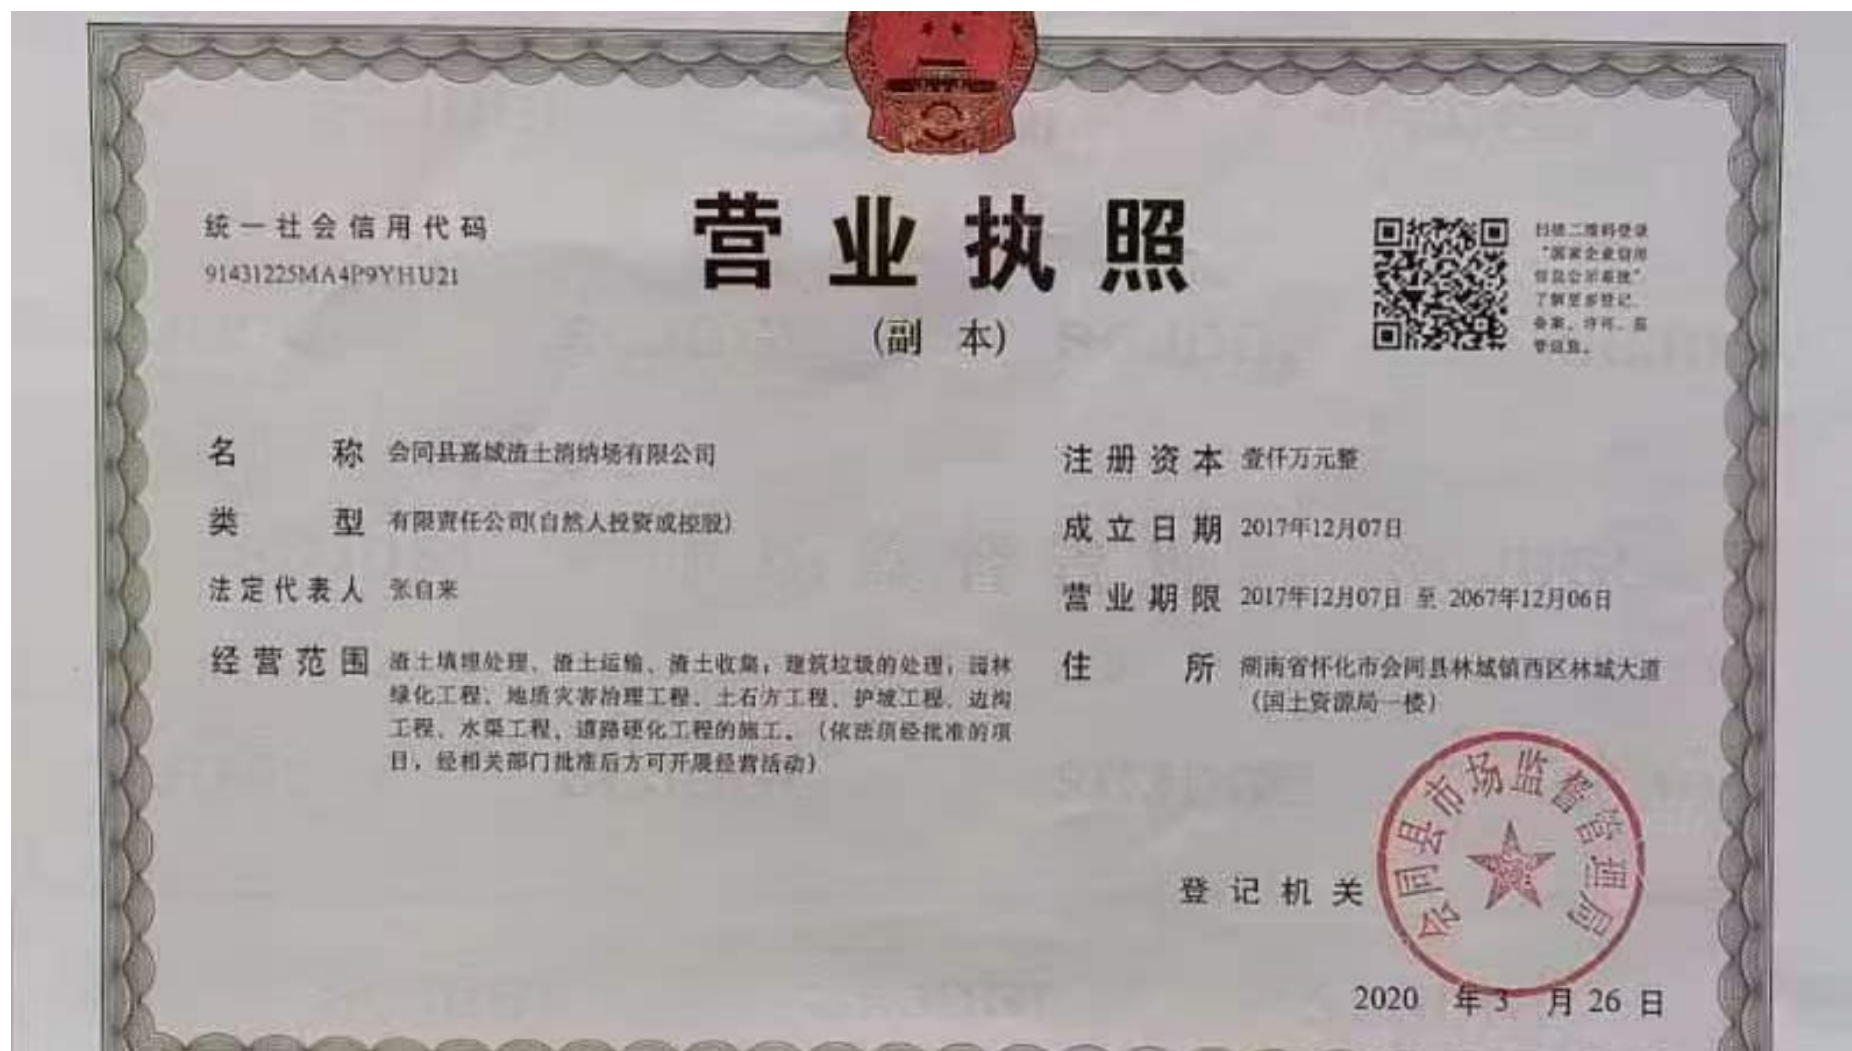 营业执照
(副 本)
统一社会信用代码
91431225MA4P9YHU21
扫描二维码登录
“国家企业信用
信息公示系统”
了解更多登记、
备案、许可、监
管信息。
名 称 会同县嘉城渣土消纳场有限公司
类 型 有限责任公司(自然人投资或控股)
法定代表人 张自来
经营范围 渣土填埋处理、渣土运输、渣土收集；建筑垃圾的处理；园林
绿化工程、地质灾害治理工程、土石方工程、护坡工程、边沟
工程、水渠工程、道路硬化工程的施工。（依法须经批准的项
目，经相关部门批准后方可开展经营活动）
注册资本 壹仟万元整
成立日期 2017年12月07日
营业期限 2017年12月07日 至 2067年12月06日
住 所 湖南省怀化市会同县林城镇西区林城大道
（国土资源局一楼）
登记机关
会同县市场监督管理局
2020 年 3 月 26 日